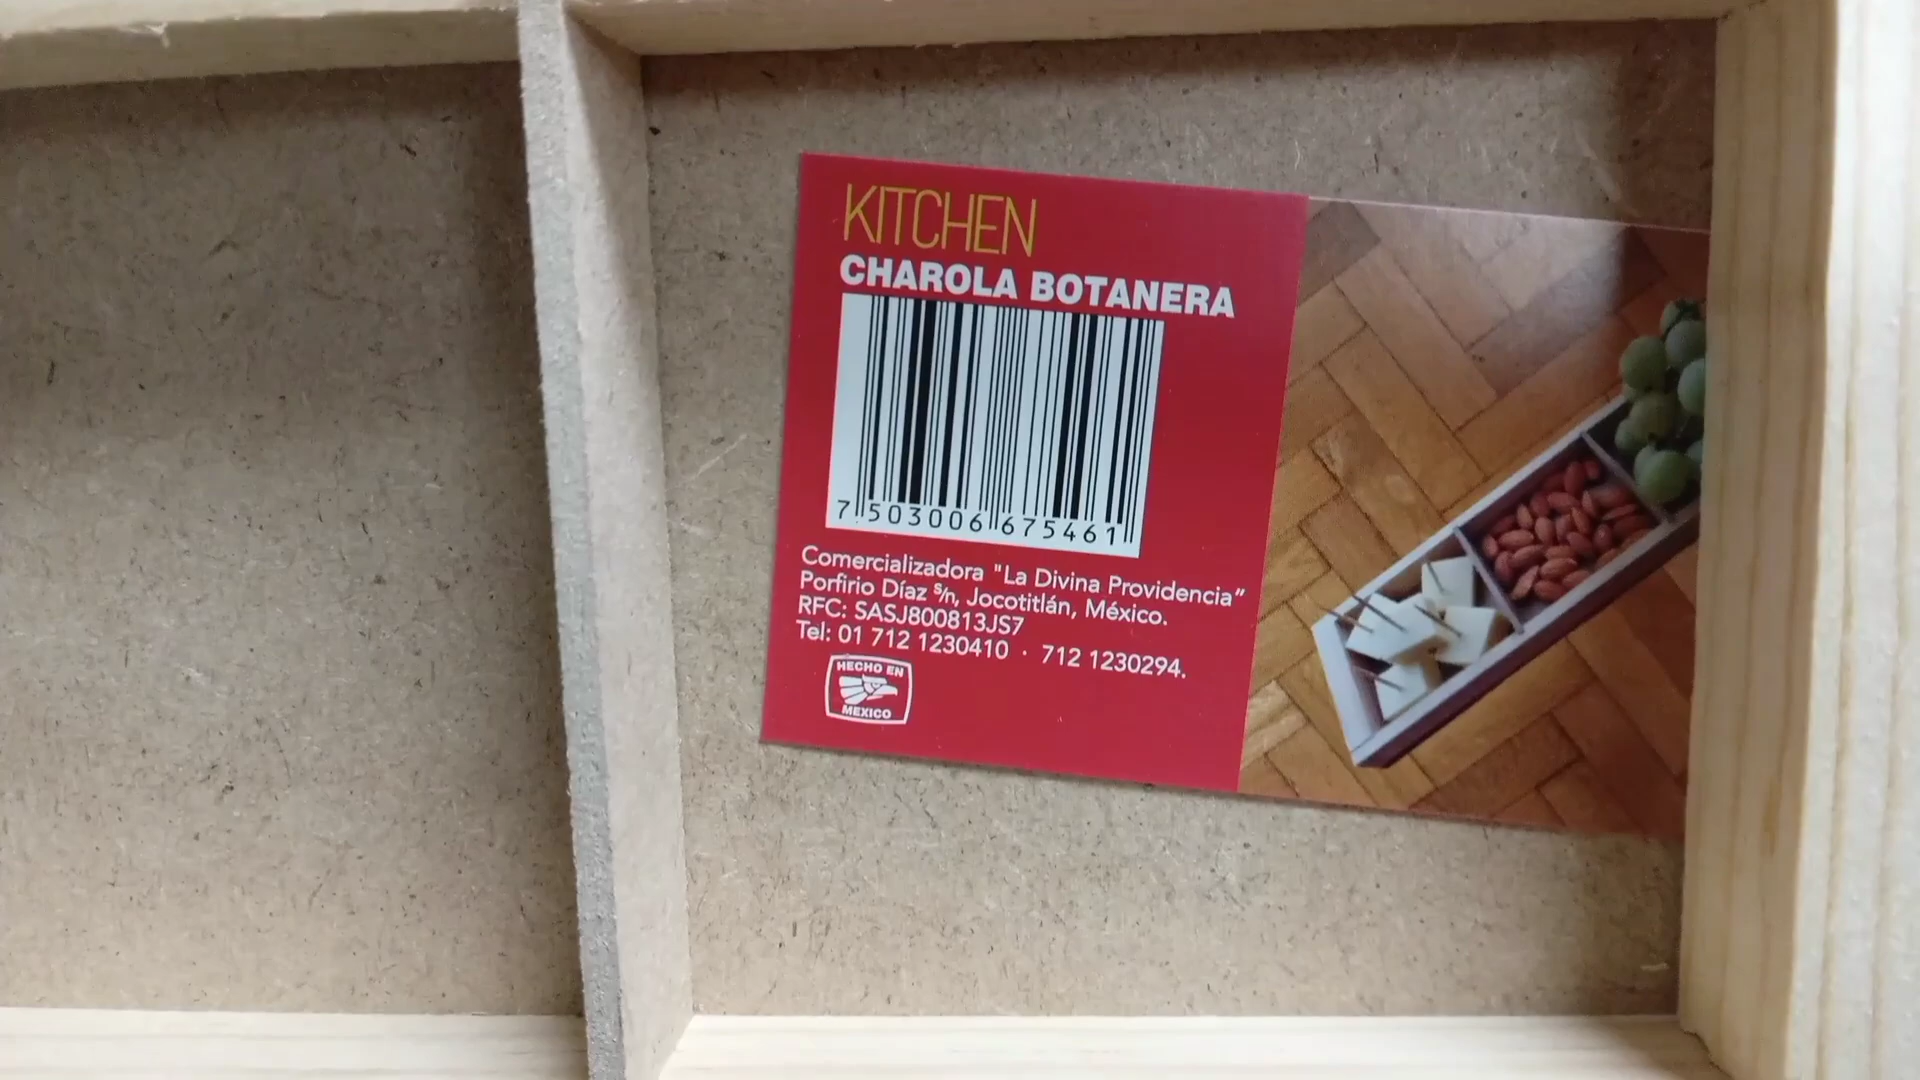 KITCHEN
CHAROLA BOTANERA
7 503006 675461
Comercializadora "La Divina Providencia"
Porfirio Díaz s/n, Jocotitlán, México.
RFC: SASJ800813JS7
Tel: 01 712 1230410 · 712 1230294.
HECHO EN
MEXICO